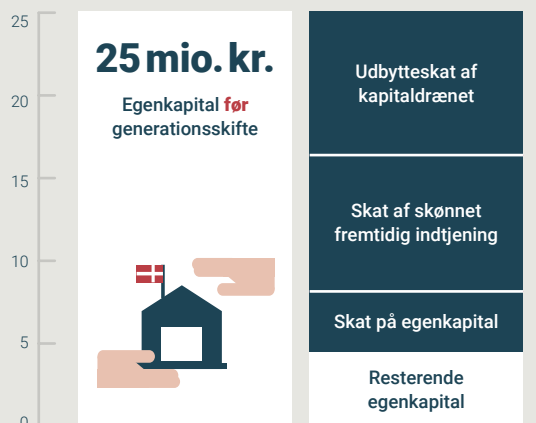 25
20
15
10
5
0
25 mio. kr.
Egenkapital før
generationsskifte
Udbytteskat af
kapitaldrænet
Skat af skønnet
fremtidig indtjening
Skat på egenkapital
Resterende
egenkapital